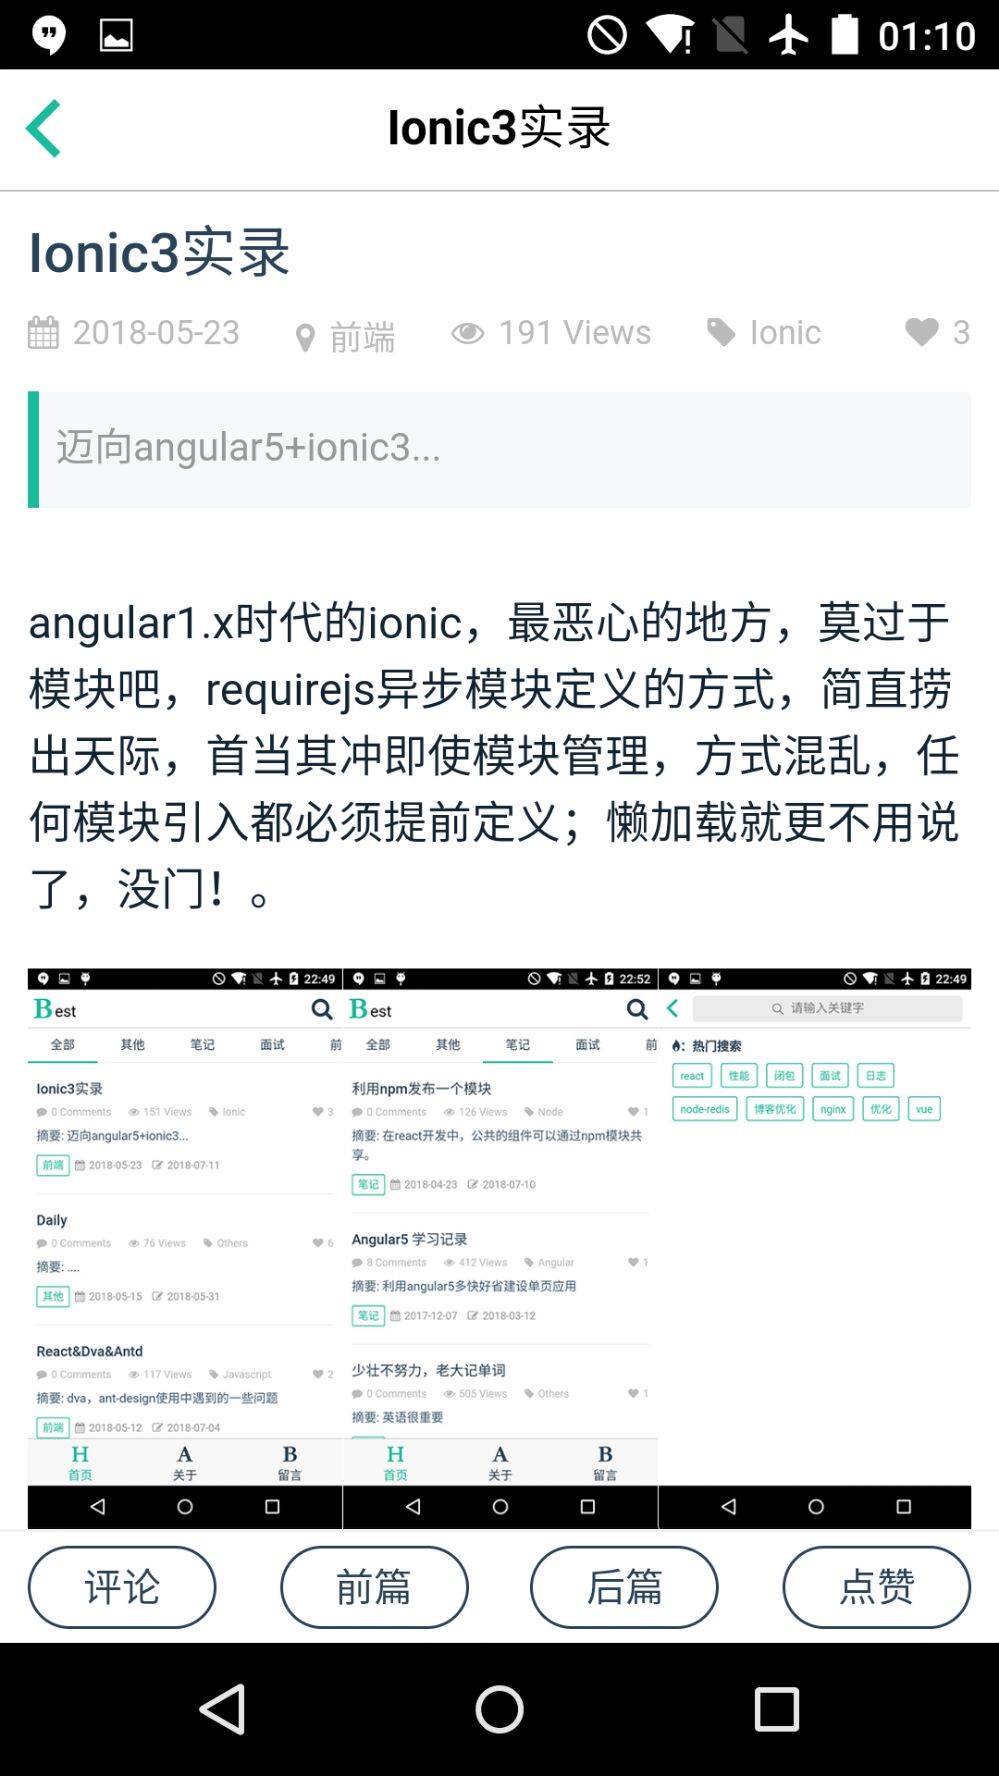 01:10
Ionic3实录
Ionic3实录
2018-05-23 前端 191 Views Ionic 3
迈向angular5+ionic3...
angular1.x时代的ionic，最恶心的地方，莫过于
模块吧，requirejs异步模块定义的方式，简直捞
出天际，首当其冲即使模块管理，方式混乱，任
何模块引入都必须提前定义；懒加载就更不用说
了，没门！。
22:49
Best
全部 其他 笔记 面试 前
Ionic3实录
0 Comments 151 Views Ionic 3
摘要: 迈向angular5+ionic3...
前端 2018-05-23 2018-07-11
Daily
0 Comments 76 Views Others 6
摘要: ....
其他 2018-05-15 2018-05-31
React&Dva&Antd
0 Comments 117 Views Javascript 2
摘要: dva，ant-design使用中遇到的一些问题
前端 2018-05-12 2018-07-04
H A B
首页 关于 留言
22:52
Best
全部 其他 笔记 面试 前
利用npm发布一个模块
0 Comments 126 Views Node 1
摘要: 在react开发中，公共的组件可以通过npm模块共
享。
笔记 2018-04-23 2018-07-10
Angular5 学习记录
8 Comments 412 Views Angular 1
摘要: 利用angular5多快好省建设单页应用
笔记 2017-12-07 2018-03-12
少壮不努力，老大记单词
0 Comments 505 Views Others 1
摘要: 英语很重要
H A B
首页 关于 留言
22:49
请输入关键字
: 热门搜索
react 性能 闭包 面试 日志
node-redis 博客优化 nginx 优化 vue
评论 前篇 后篇 点赞